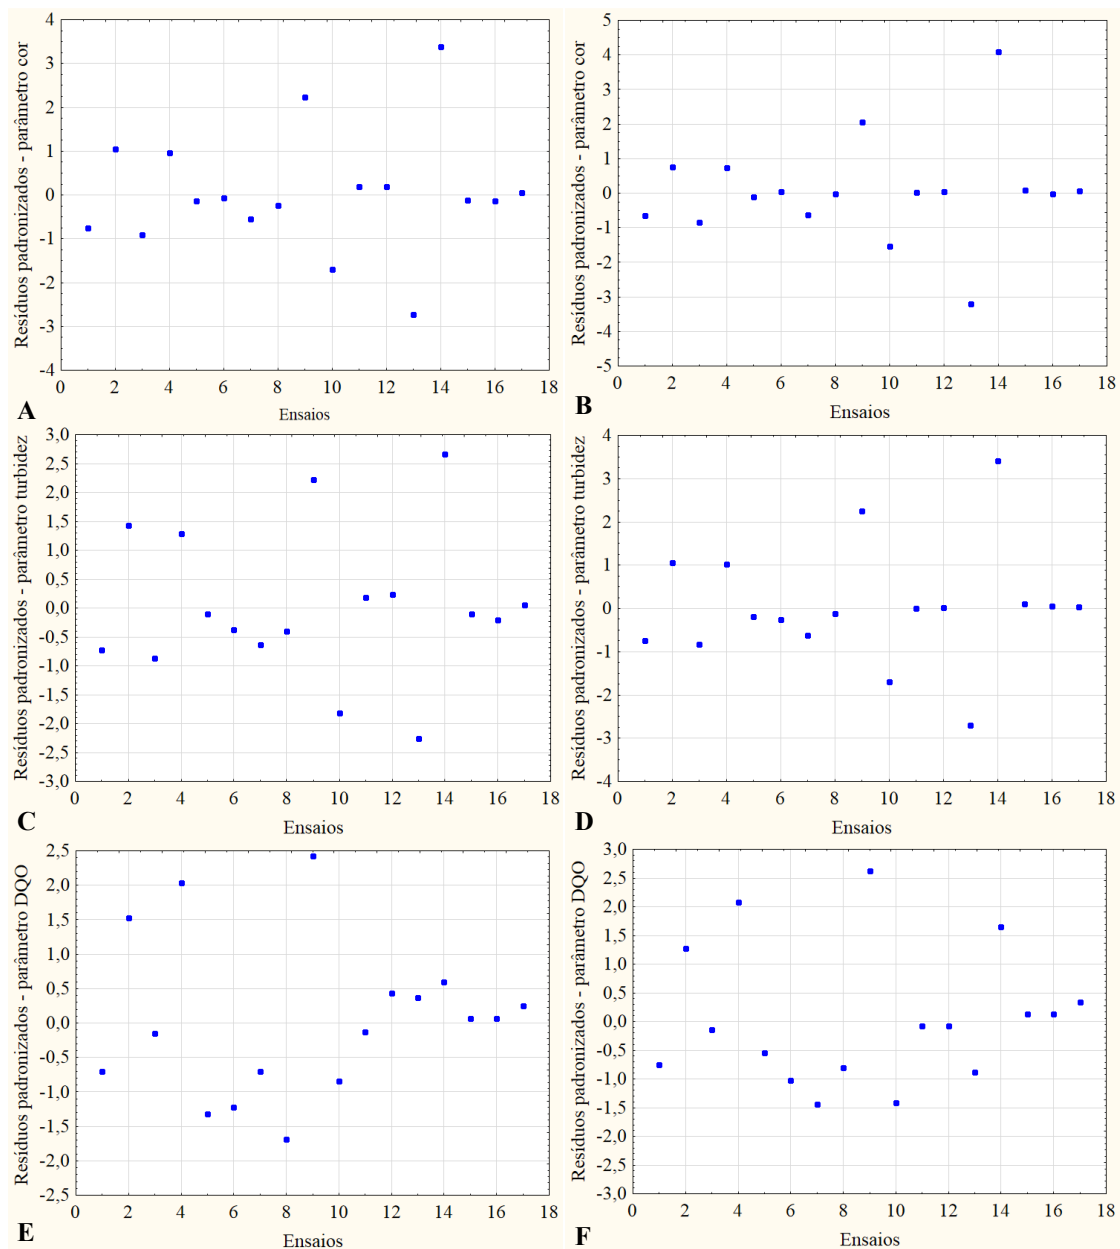 Resíduos padronizados - parâmetro cor
4
3
2
1
0
-1
-2
-3
-4
0 2 4 6 8 10 12 14 16 18
Ensaios
A
Resíduos padronizados - parâmetro cor
5
4
3
2
1
0
-1
-2
-3
-4
-5
0 2 4 6 8 10 12 14 16 18
Ensaios
B
Resíduos padronizados - parâmetro turbidez
3,0
2,5
2,0
1,5
1,0
0,5
0,0
-0,5
-1,0
-1,5
-2,0
-2,5
-3,0
0 2 4 6 8 10 12 14 16 18
Ensaios
C
Resíduos padronizados - parâmetro turbidez
4
3
2
1
0
-1
-2
-3
-4
0 2 4 6 8 10 12 14 16 18
Ensaios
D
Resíduos padronizados - parâmetro DQO
2,5
2,0
1,5
1,0
0,5
0,0
-0,5
-1,0
-1,5
-2,0
-2,5
0 2 4 6 8 10 12 14 16 18
Ensaios
E
Resíduos padronizados - parâmetro DQO
3,0
2,5
2,0
1,5
1,0
0,5
0,0
-0,5
-1,0
-1,5
-2,0
-2,5
-3,0
0 2 4 6 8 10 12 14 16 18
Ensaios
F